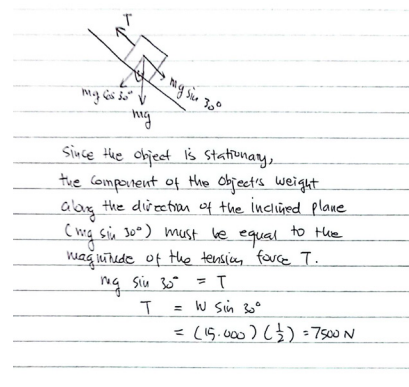 T
mg sin 30°
mg cos 30°
mg
Since the object is stationary,
the component of the object's weight
along the direction of the inclined plane
(mg sin 30°) must be equal to the
magnitude of the tension force T.
mg sin 30° = T
T = W sin 30°
= (15.000) (1/2) = 7500 N